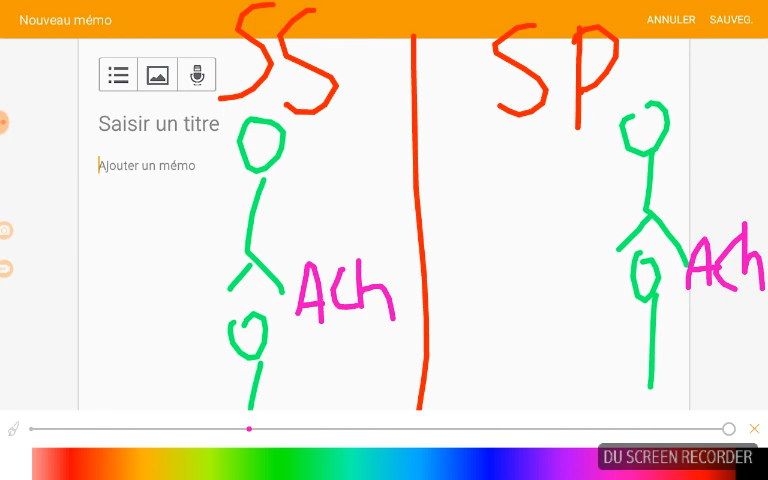 Nouveau mémo
ANNULER SAUVEG.
SS SP
Saisir un titre
Ajouter un mémo
ACh ACh
DU SCREEN RECORDER